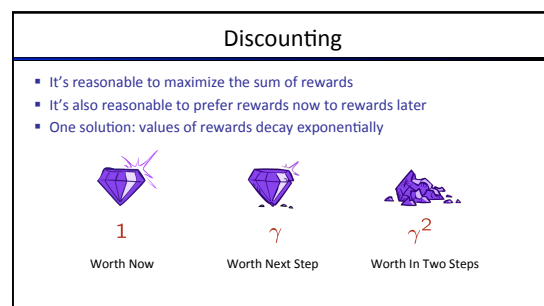 Discounting
▪ It's reasonable to maximize the sum of rewards
▪ It's also reasonable to prefer rewards now to rewards later
▪ One solution: values of rewards decay exponentially
1 γ γ²
Worth Now Worth Next Step Worth In Two Steps